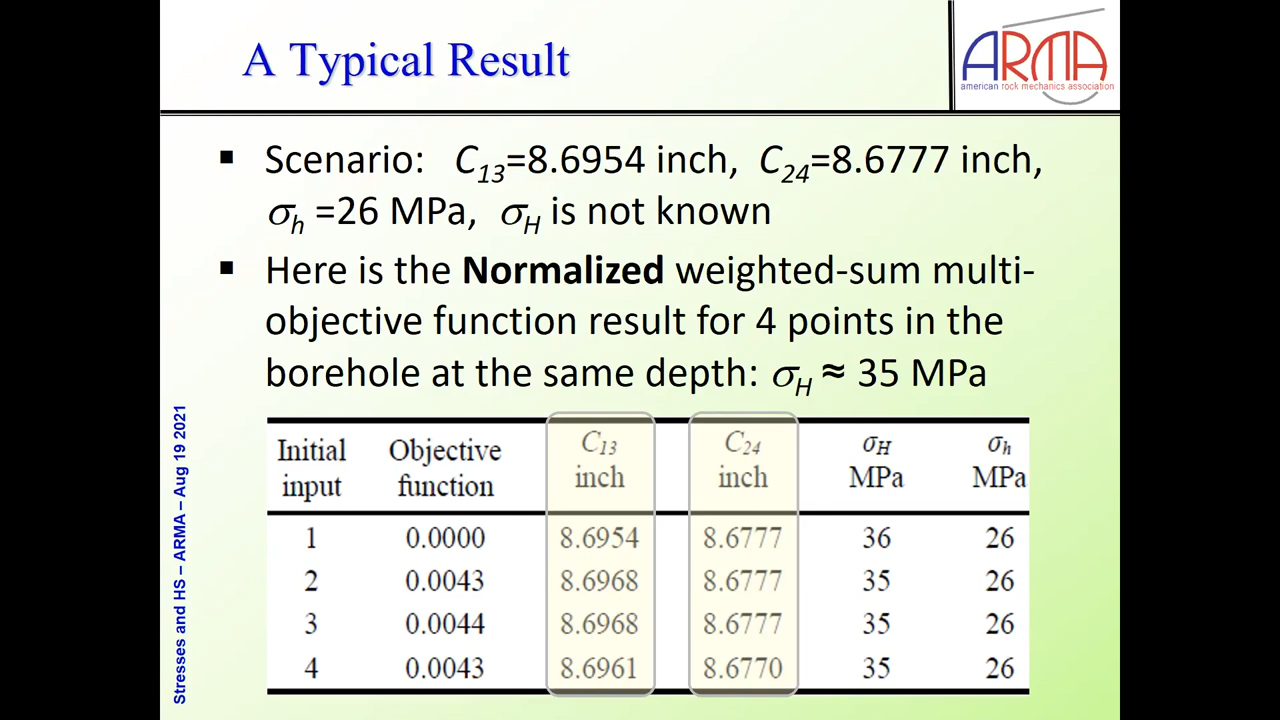 A Typical Result
ARMA
american rock mechanics association
▪ Scenario: C13=8.6954 inch, C24=8.6777 inch,
σh =26 MPa, σH is not known
▪ Here is the Normalized weighted-sum multi-
objective function result for 4 points in the
borehole at the same depth: σH ≈ 35 MPa
Stresses and HS – ARMA – Aug 19 2021
Initial input Objective function C13 inch C24 inch σH MPa σh MPa
1 0.0000 8.6954 8.6777 36 26
2 0.0043 8.6968 8.6777 35 26
3 0.0044 8.6968 8.6777 35 26
4 0.0043 8.6961 8.6770 35 26